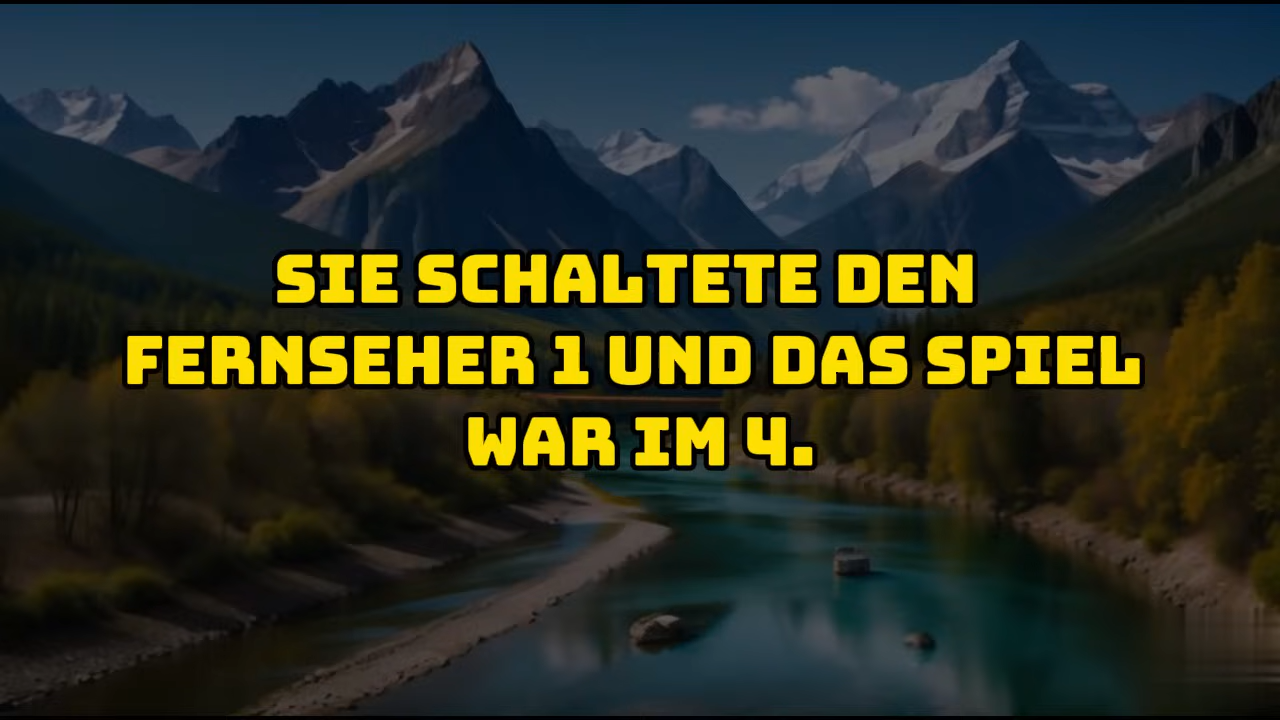 SIE SCHALTETE DEN
FERNSEHER 1 UND DAS SPIEL
WAR IM 4.